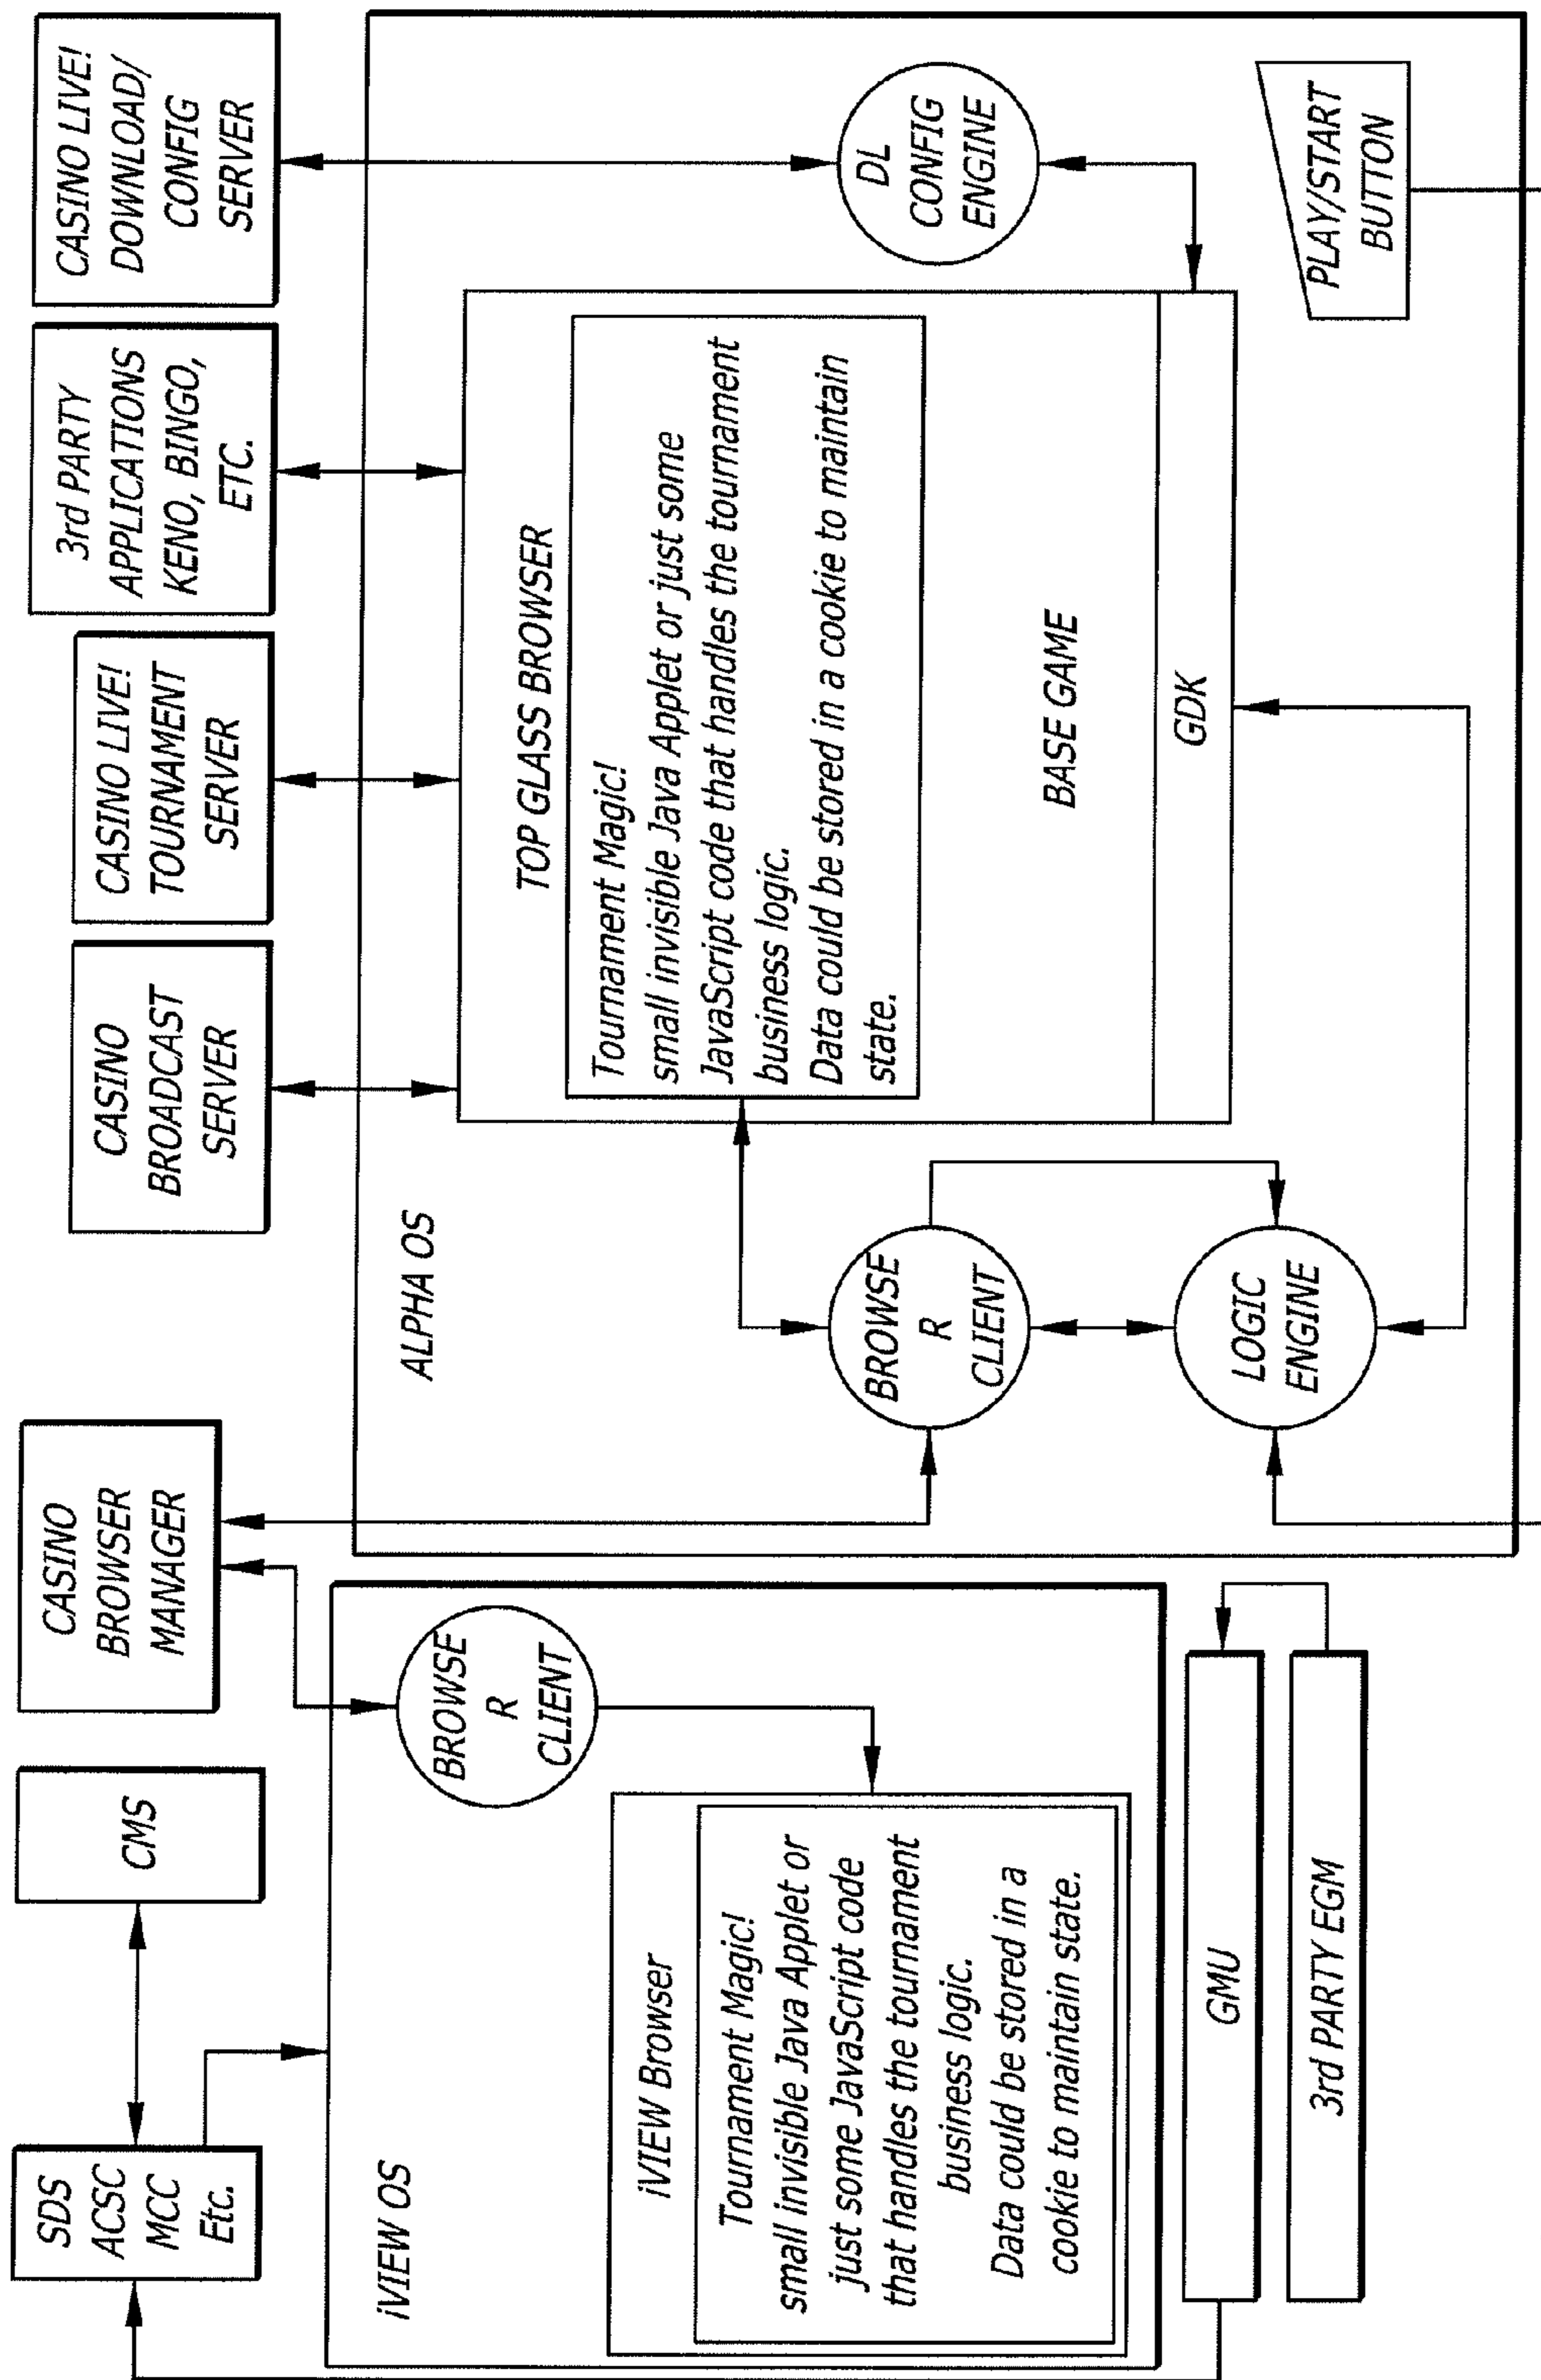 SDS
ACSC
MCC
Etc.
CMS
CASINO
BROWSER
MANAGER
CASINO
BROADCAST
SERVER
CASINO LIVE!
TOURNAMENT
SERVER
3rd PARTY
APPLICATIONS
KENO, BINGO,
ETC.
CASINO LIVE!
DOWNLOAD/
CONFIG
SERVER
iVIEW OS
BROWSE
R
CLIENT
iVIEW Browser
Tournament Magic!
small invisible Java Applet or
just some JavaScript code
that handles the tournament
business logic.
Data could be stored in a
cookie to maintain state.
GMU
3rd PARTY EGM
ALPHA OS
BROWSE
R
CLIENT
LOGIC
ENGINE
TOP GLASS BROWSER
Tournament Magic!
small invisible Java Applet or just some
JavaScript code that handles the tournament
business logic.
Data could be stored in a cookie to maintain
state.
BASE GAME
GDK
DL
CONFIG
ENGINE
PLAY/START
BUTTON